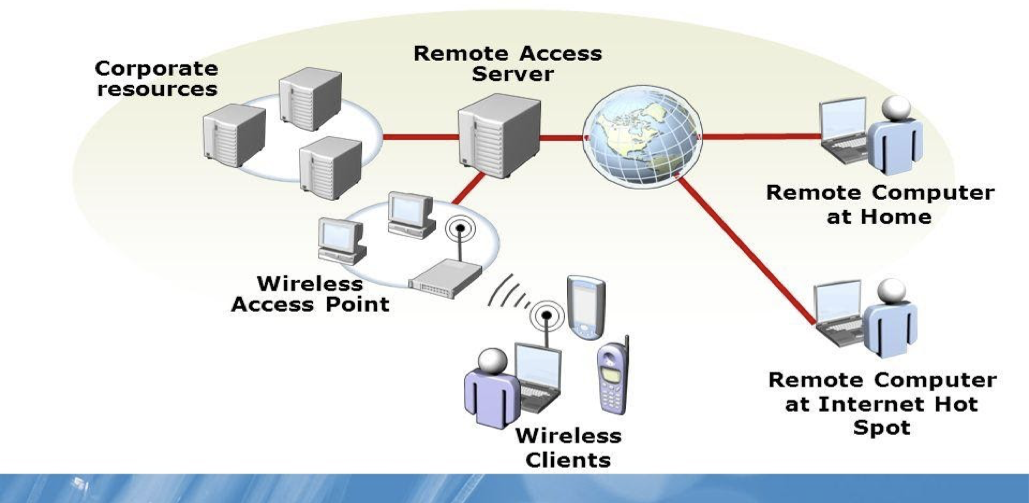 Corporate
resources
Remote Access
Server
Remote Computer
at Home
Wireless
Access Point
Remote Computer
at Internet Hot
Spot
Wireless
Clients